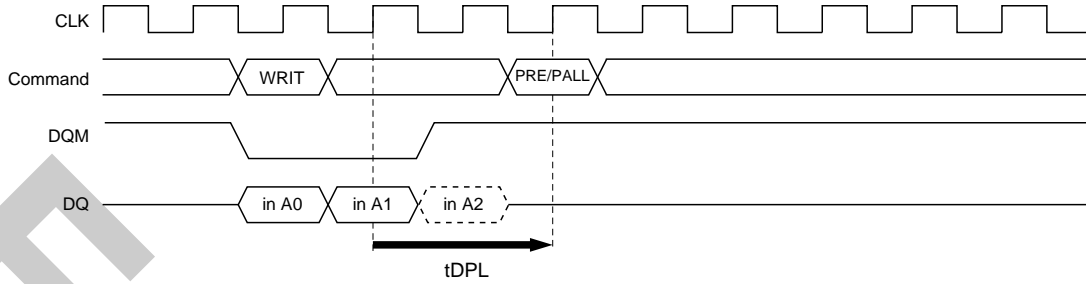 CLK
Command
WRIT
PRE/PALL
DQM
DQ
in A0
in A1
in A2
tDPL